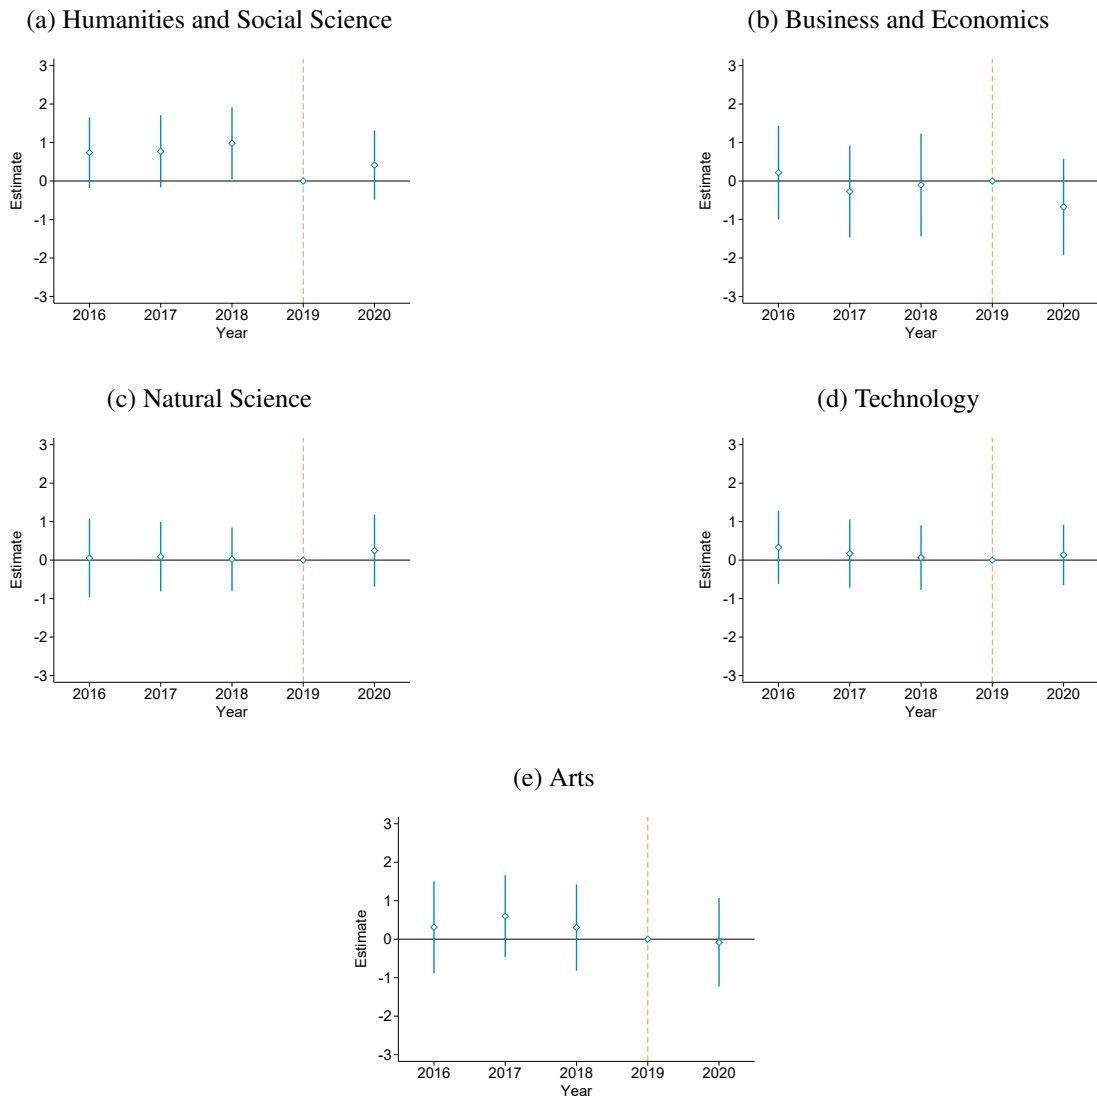 (a) Humanities and Social Science
3
2
1
0
-1
-2
-3
Estimate
2016 2017 2018 2019 2020
Year
(b) Business and Economics
3
2
1
0
-1
-2
-3
Estimate
2016 2017 2018 2019 2020
Year
(c) Natural Science
3
2
1
0
-1
-2
-3
Estimate
2016 2017 2018 2019 2020
Year
(d) Technology
3
2
1
0
-1
-2
-3
Estimate
2016 2017 2018 2019 2020
Year
(e) Arts
3
2
1
0
-1
-2
-3
Estimate
2016 2017 2018 2019 2020
Year